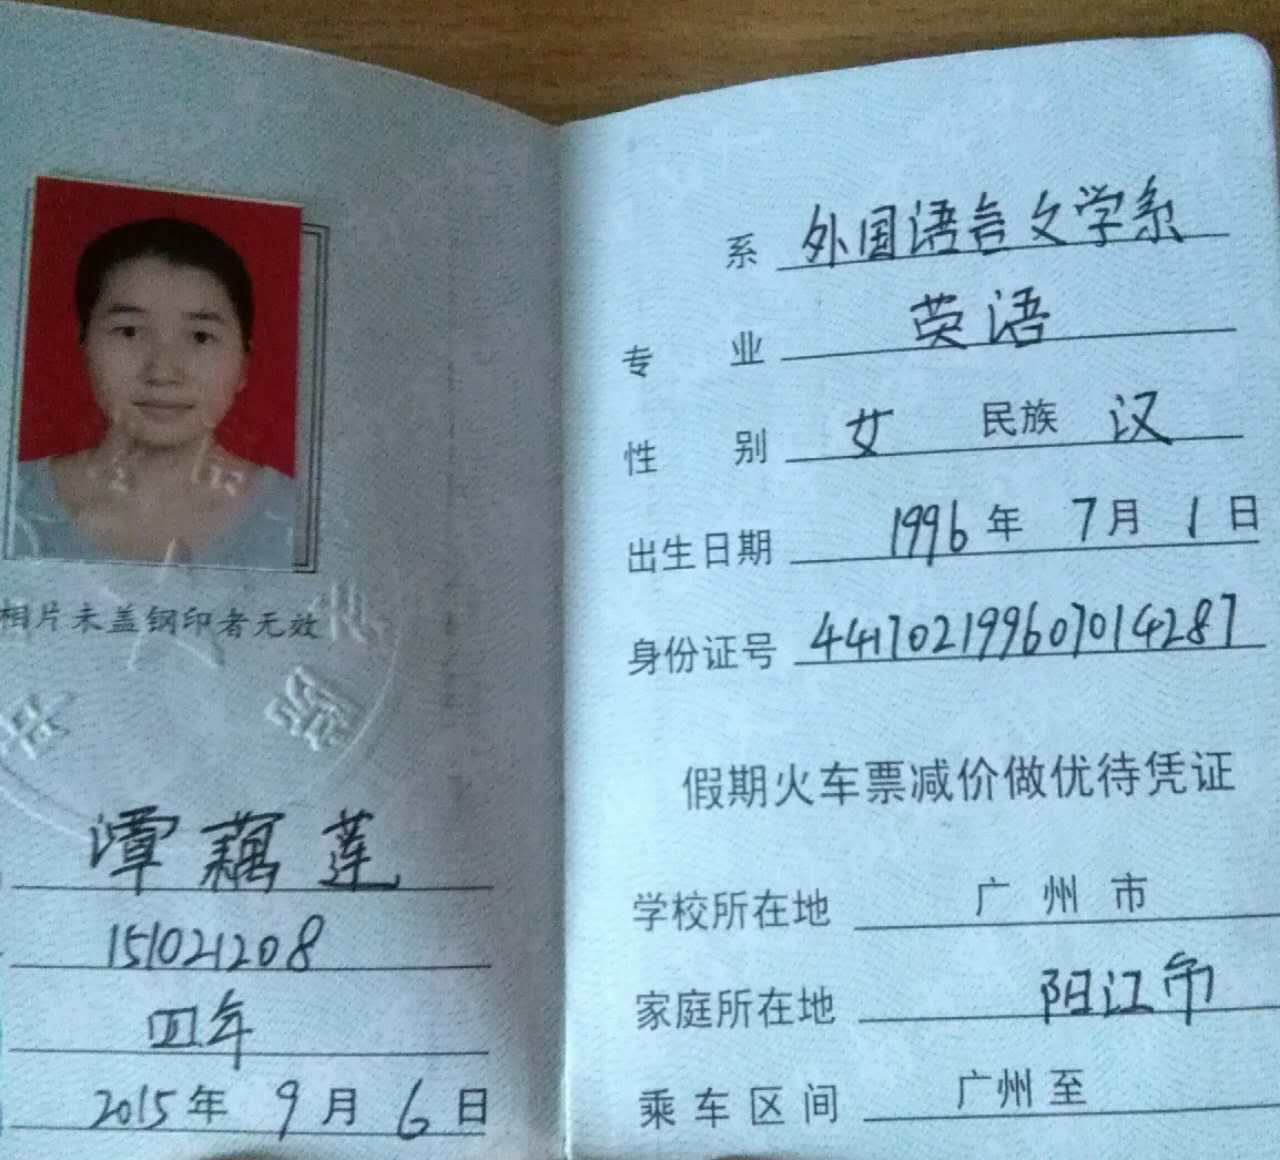 相片未盖钢印者无效
谭藕莲
151021208
四年
2015年9月6日
系 外国语言文学系
专业 英语
性别 女 民族 汉
出生日期 1996年7月1日
身份证号 441702199607014287
假期火车票减价做优待凭证
学校所在地 广州市
家庭所在地 阳江市
乘车区间 广州至